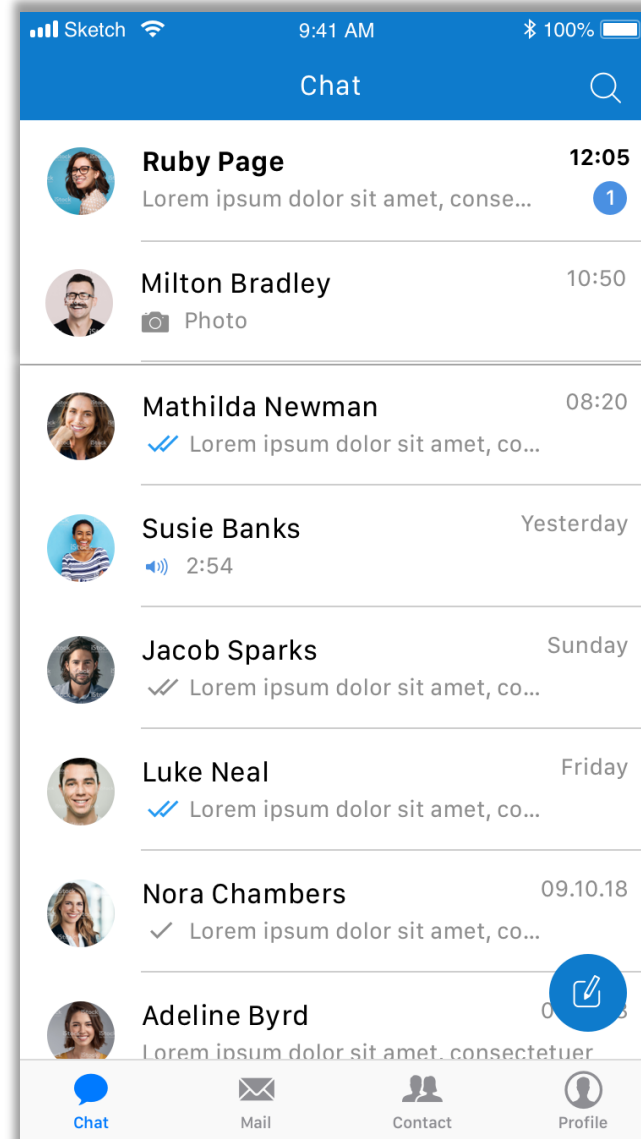 Sketch 9:41 AM 100%
Chat
Ruby Page 12:05
Lorem ipsum dolor sit amet, conse... 1
Milton Bradley 10:50
Photo
Mathilda Newman 08:20
Lorem ipsum dolor sit amet, co...
Susie Banks Yesterday
2:54
Jacob Sparks Sunday
Lorem ipsum dolor sit amet, co...
Luke Neal Friday
Lorem ipsum dolor sit amet, co...
Nora Chambers 09.10.18
Lorem ipsum dolor sit amet, co...
Adeline Byrd
Lorem ipsum dolor sit amet, consectetuer
Chat Mail Contact Profile